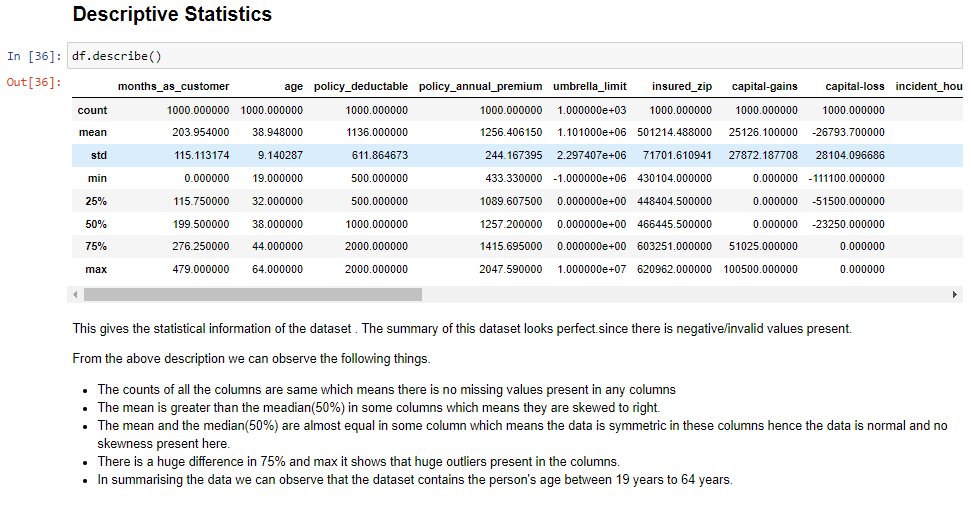 Descriptive Statistics
In [36]: df.describe()
Out[36]:
months_as_customer age policy_deductable policy_annual_premium umbrella_limit insured_zip capital-gains capital-loss incident_hou
count 1000.000000 1000.000000 1000.000000 1000.000000 1.000000e+03 1000.000000 1000.000000 1000.000000
mean 203.954000 38.948000 1136.000000 1256.406150 1.101000e+06 501214.488000 25126.100000 -26793.700000
std 115.113174 9.140287 611.864673 244.167395 2.297407e+06 71701.610941 27872.187708 28104.096686
min 0.000000 19.000000 500.000000 433.330000 -1.000000e+06 430104.000000 0.000000 -111100.000000
25% 115.750000 32.000000 500.000000 1089.607500 0.000000e+00 448404.500000 0.000000 -51500.000000
50% 199.500000 38.000000 1000.000000 1257.200000 0.000000e+00 466445.500000 0.000000 -23250.000000
75% 276.250000 44.000000 2000.000000 1415.695000 0.000000e+00 603251.000000 51025.000000 0.000000
max 479.000000 64.000000 2000.000000 2047.590000 1.000000e+07 620962.000000 100500.000000 0.000000
This gives the statistical information of the dataset . The summary of this dataset looks perfect.since there is negative/invalid values present.
From the above description we can observe the following things.
• The counts of all the columns are same which means there is no missing values present in any columns
• The mean is greater than the meadian(50%) in some columns which means they are skewed to right.
• The mean and the median(50%) are almost equal in some column which means the data is symmetric in these columns hence the data is normal and no
skewness present here.
• There is a huge difference in 75% and max it shows that huge outliers present in the columns.
• In summarising the data we can observe that the dataset contains the person's age between 19 years to 64 years.